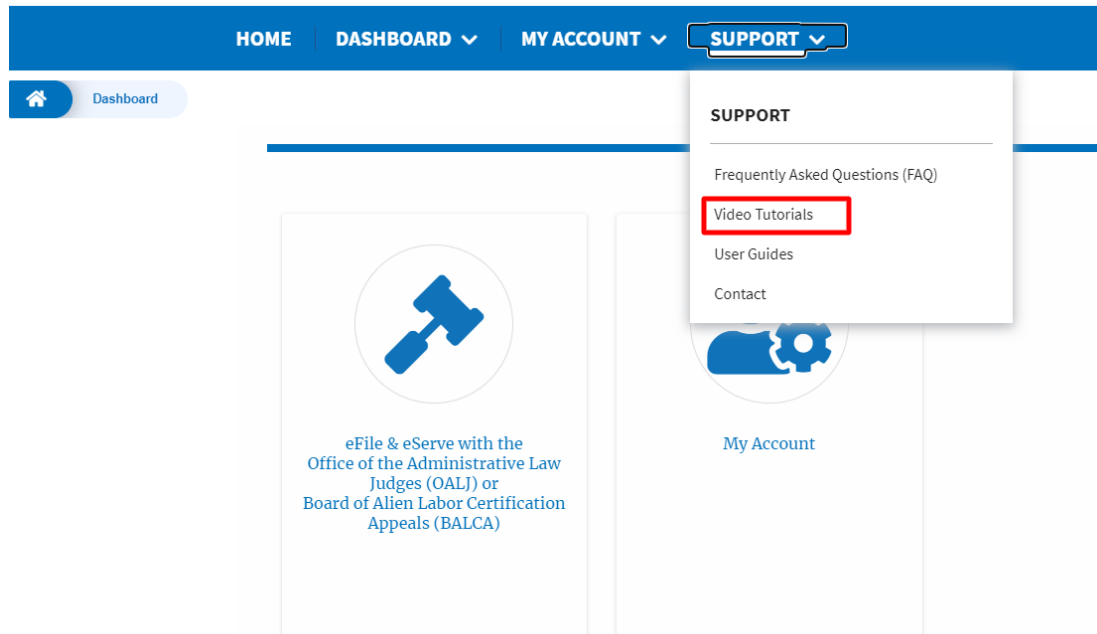 HOME DASHBOARD MY ACCOUNT SUPPORT
Dashboard
SUPPORT
Frequently Asked Questions (FAQ)
Video Tutorials
User Guides
Contact
eFile & eServe with the
Office of the Administrative Law
Judges (OALJ) or
Board of Alien Labor Certification
Appeals (BALCA)
My Account